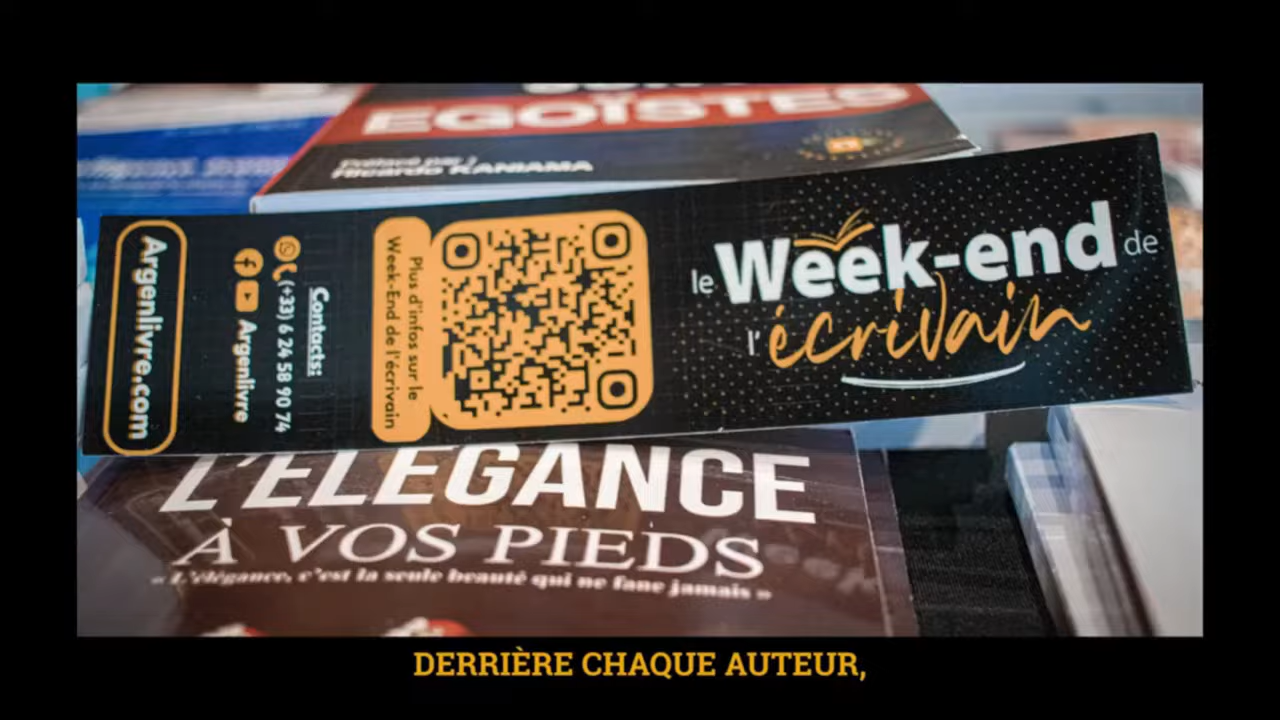 EGOÏSTES
Préfacé par :
Ricardo KANIAMA
le Week-end de
l'écrivain
Plus d'infos sur le
Week-End de l'écrivain
Contacts:
(+33) 6 24 58 90 74
Argenlivre
Argenlivre.com
L'ÉLÉGANCE
À VOS PIEDS
« L'élégance, c'est la seule beauté qui ne fane jamais »
DERRIÈRE CHAQUE AUTEUR,